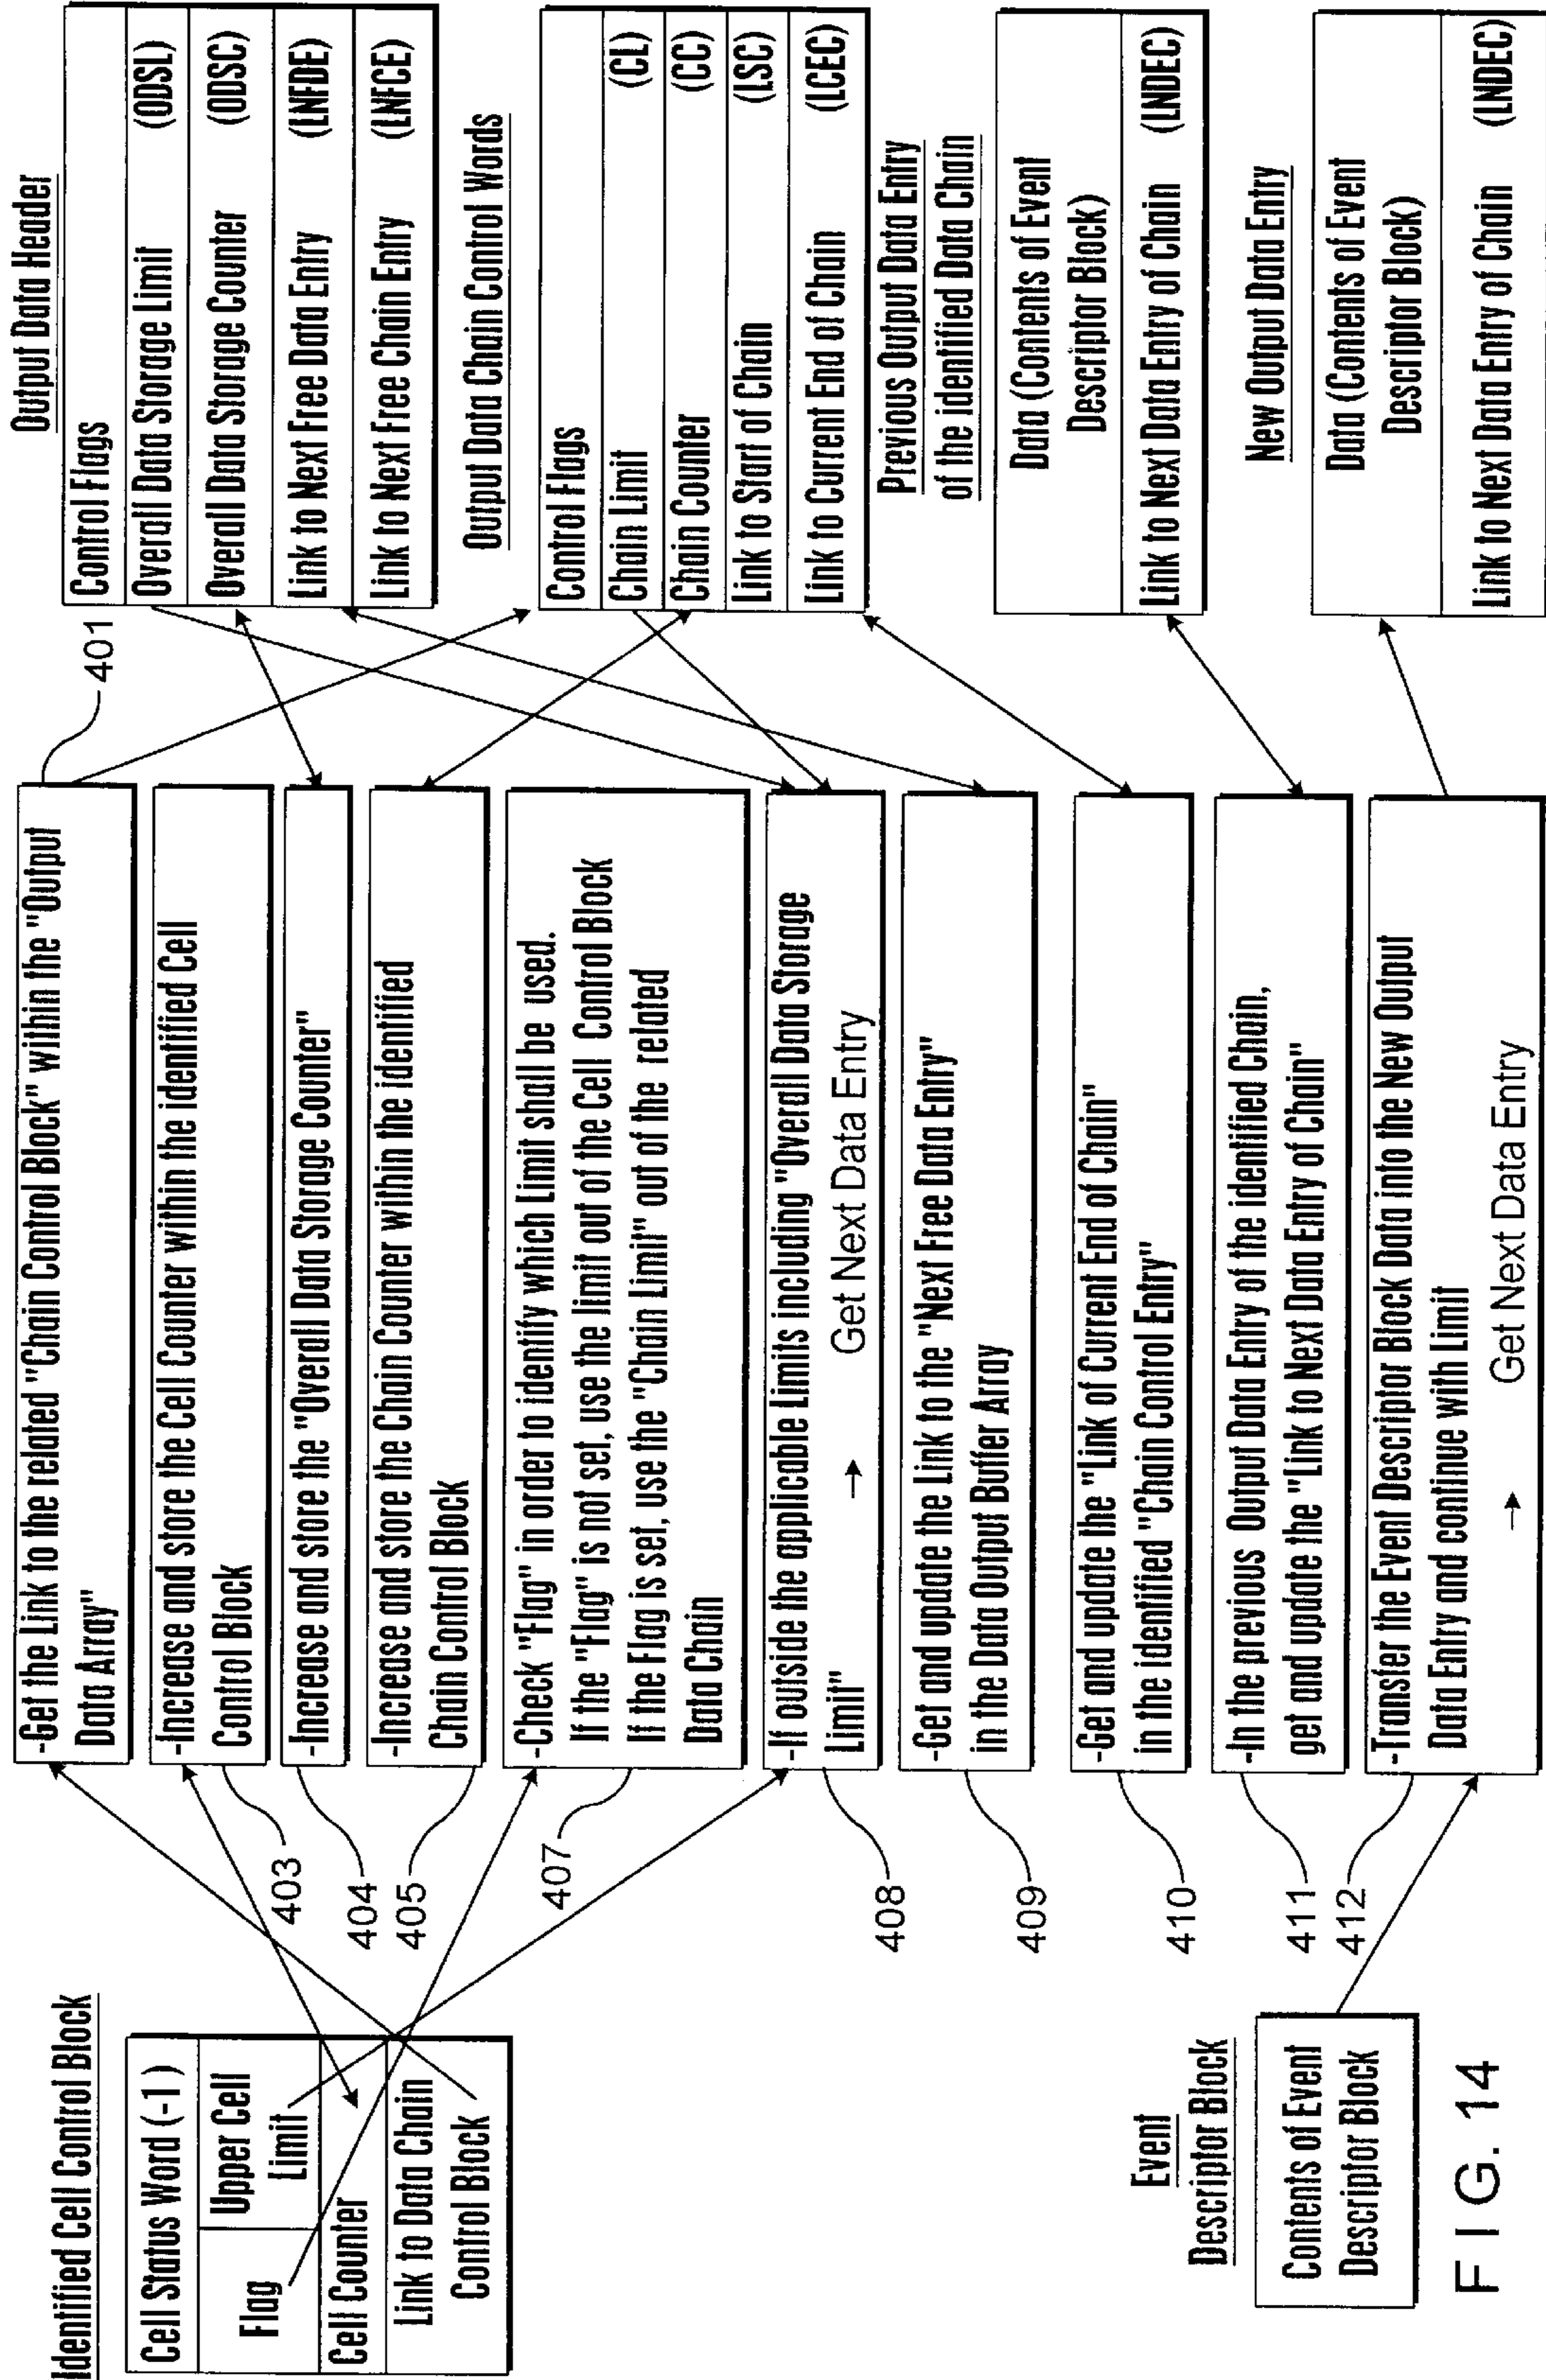 Identified Cell Control Block
Cell Status Word (-1)
Flag
Upper Cell
Limit
Cell Counter
Link to Data Chain
Control Block
Event
Descriptor Block
Contents of Event
Descriptor Block
FIG. 14
-Get the Link to the related "Chain Control Block" within the "Output
Data Array"
401
-Increase and store the Cell Counter within the identified Cell
Control Block
403
-Increase and store the "Overall Data Storage Counter"
404
-Increase and store the Chain Counter within the identified
Chain Control Block
405
-Check "Flag" in order to identify which Limit shall be used.
If the "Flag" is not set, use the limit out of the Cell Control Block
If the Flag is set, use the "Chain Limit" out of the related
Data Chain
407
-If outside the applicable Limits including "Overall Data Storage
Limit"
→ Get Next Data Entry
408
-Get and update the Link to the "Next Free Data Entry"
in the Data Output Buffer Array
409
-Get and update the "Link of Current End of Chain"
in the identified "Chain Control Entry"
410
-In the previous Output Data Entry of the identified Chain,
get and update the "Link to Next Data Entry of Chain"
411
-Transfer the Event Descriptor Block Data into the New Output
Data Entry and continue with Limit
→ Get Next Data Entry
412
Output Data Header
Control Flags
Overall Data Storage Limit (ODSL)
Overall Data Storage Counter (ODSC)
Link to Next Free Data Entry (LNFDE)
Link to Next Free Chain Entry (LNFCE)
Output Data Chain Control Words
Control Flags
Chain Limit (CL)
Chain Counter (CC)
Link to Start of Chain (LSC)
Link to Current End of Chain (LCEC)
Previous Output Data Entry
of the identified Data Chain
Data (Contents of Event
Descriptor Block)
Link to Next Data Entry of Chain (LNDEC)
New Output Data Entry
Data (Contents of Event
Descriptor Block)
Link to Next Data Entry of Chain (LNDEC)